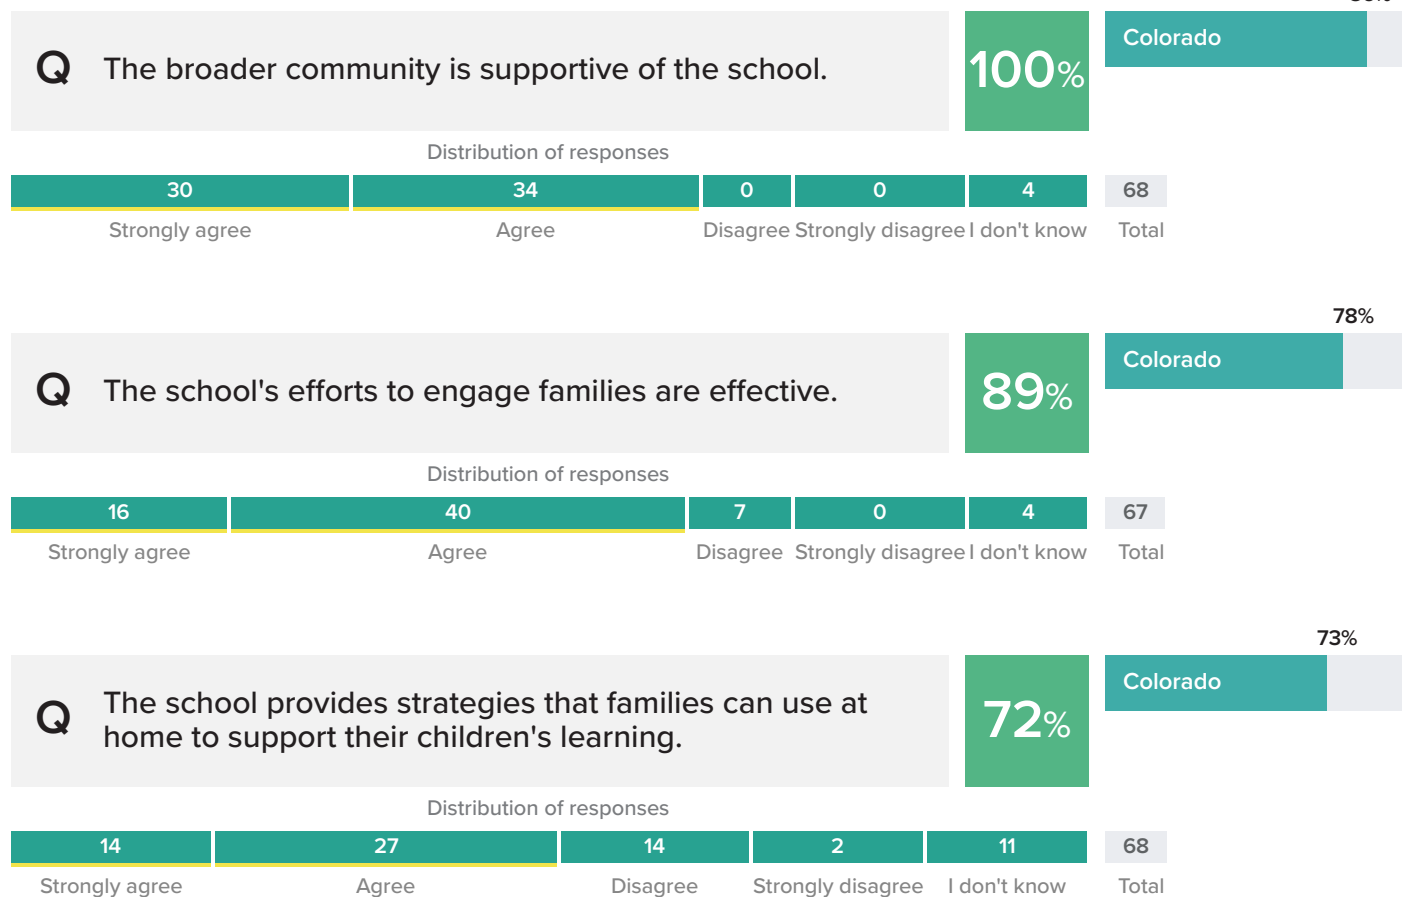 Q The broader community is supportive of the school.
100%
Colorado
Distribution of responses
30 34 0 0 4 68
Strongly agree Agree Disagree Strongly disagree I don't know Total
78%
Q The school's efforts to engage families are effective.
89%
Colorado
Distribution of responses
16 40 7 0 4 67
Strongly agree Agree Disagree Strongly disagree I don't know Total
73%
Q The school provides strategies that families can use at
home to support their children's learning.
72%
Colorado
Distribution of responses
14 27 14 2 11 68
Strongly agree Agree Disagree Strongly disagree I don't know Total